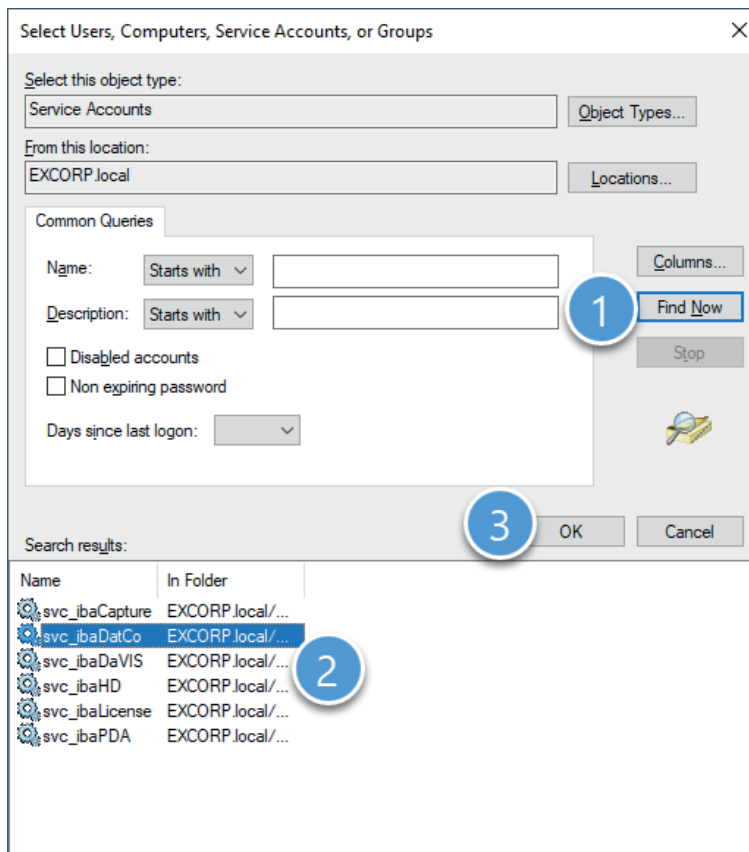 Select Users, Computers, Service Accounts, or Groups
Select this object type:
Service Accounts
Object Types...
From this location:
EXCORP.local
Locations...
Common Queries
Name: Starts with
Columns...
Description: Starts with
1
Find Now
Disabled accounts
Stop
Non expiring password
Days since last logon:
3
OK
Cancel
Search results:
Name In Folder
svc_ibaCapture EXCORP.local/...
svc_ibaDatCo EXCORP.local/...
svc_ibaDaVIS EXCORP.local/...
2
svc_ibaHD EXCORP.local/...
svc_ibaLicense EXCORP.local/...
svc_ibaPDA EXCORP.local/...